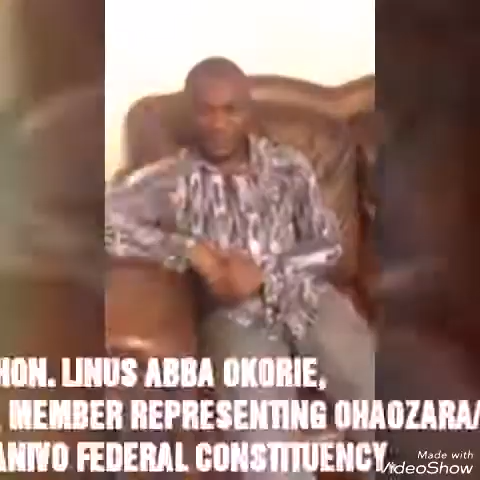 HON. LINUS ABBA OKORIE,
MEMBER REPRESENTING OHAOZARA/
ANIVO FEDERAL CONSTITUENCY
Made with
VideoShow